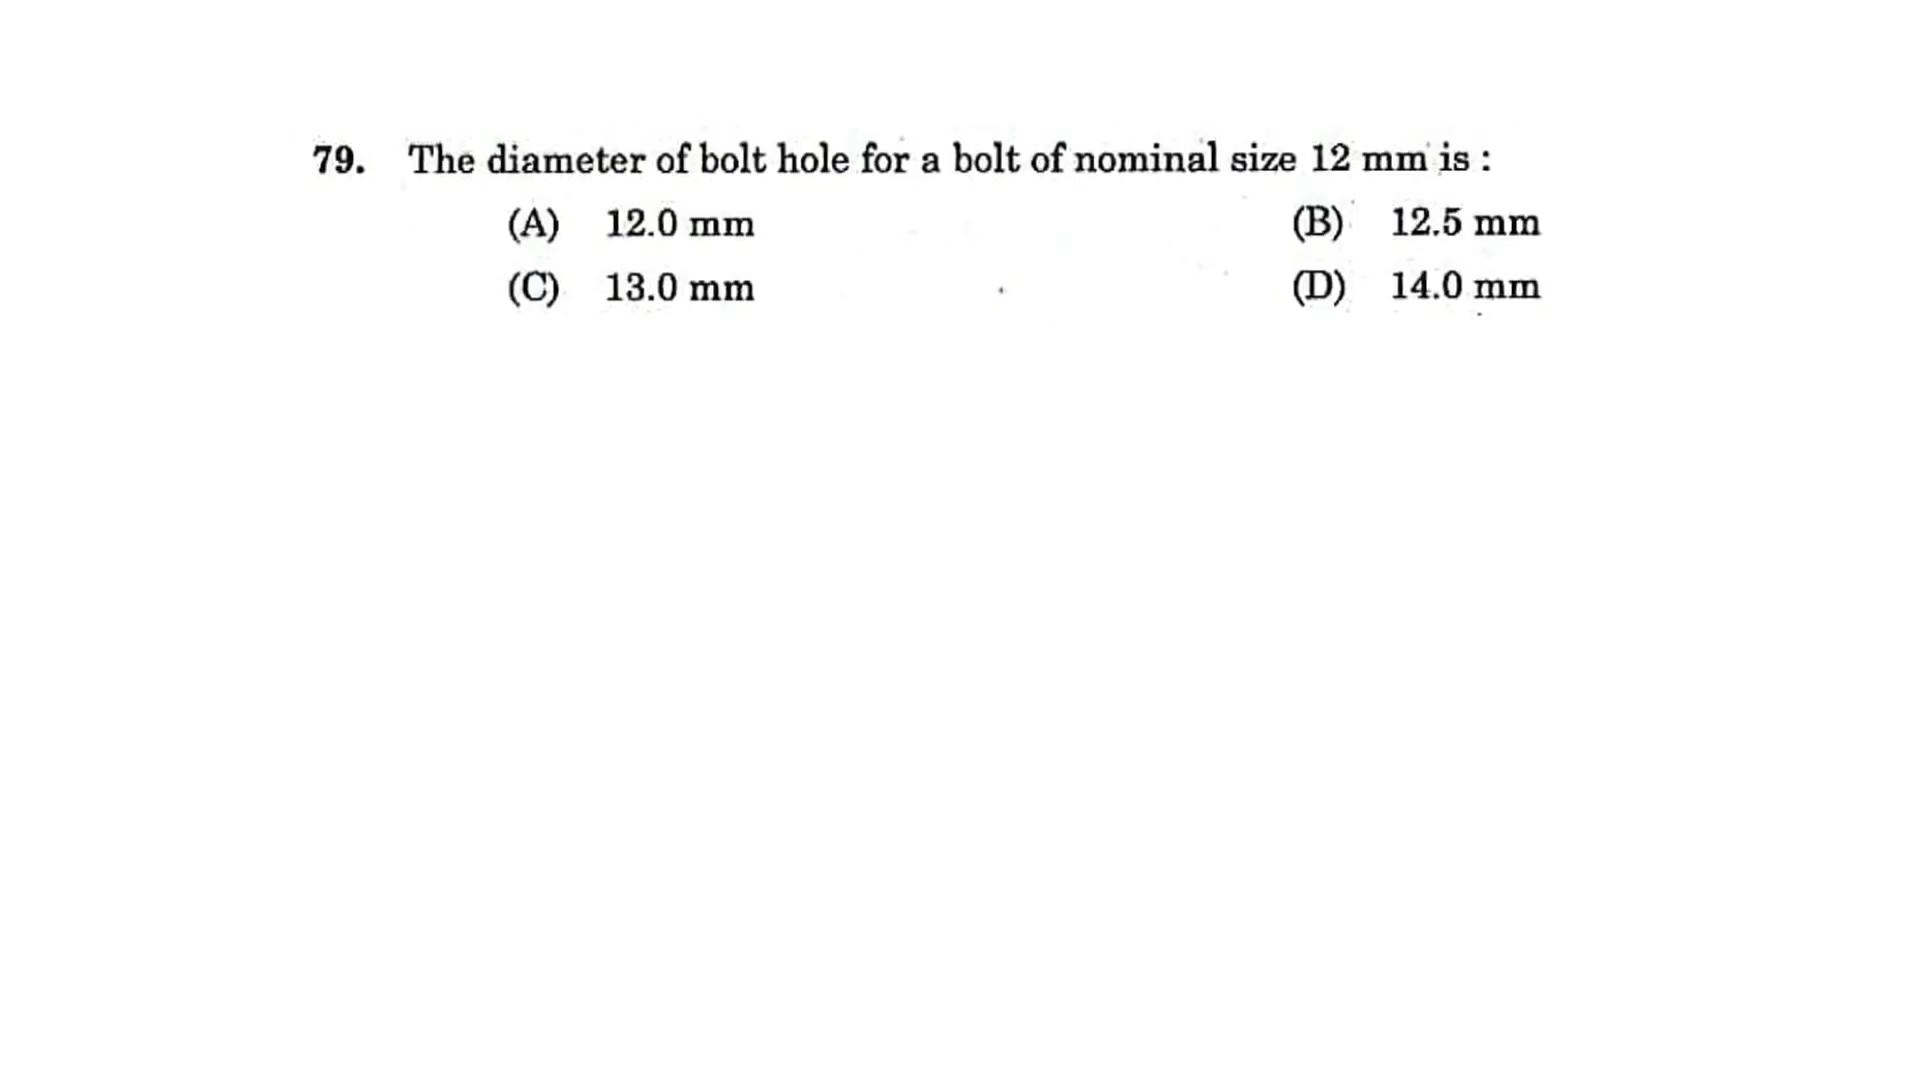 79. The diameter of bolt hole for a bolt of nominal size 12 mm is :
(A) 12.0 mm (B) 12.5 mm
(C) 13.0 mm (D) 14.0 mm